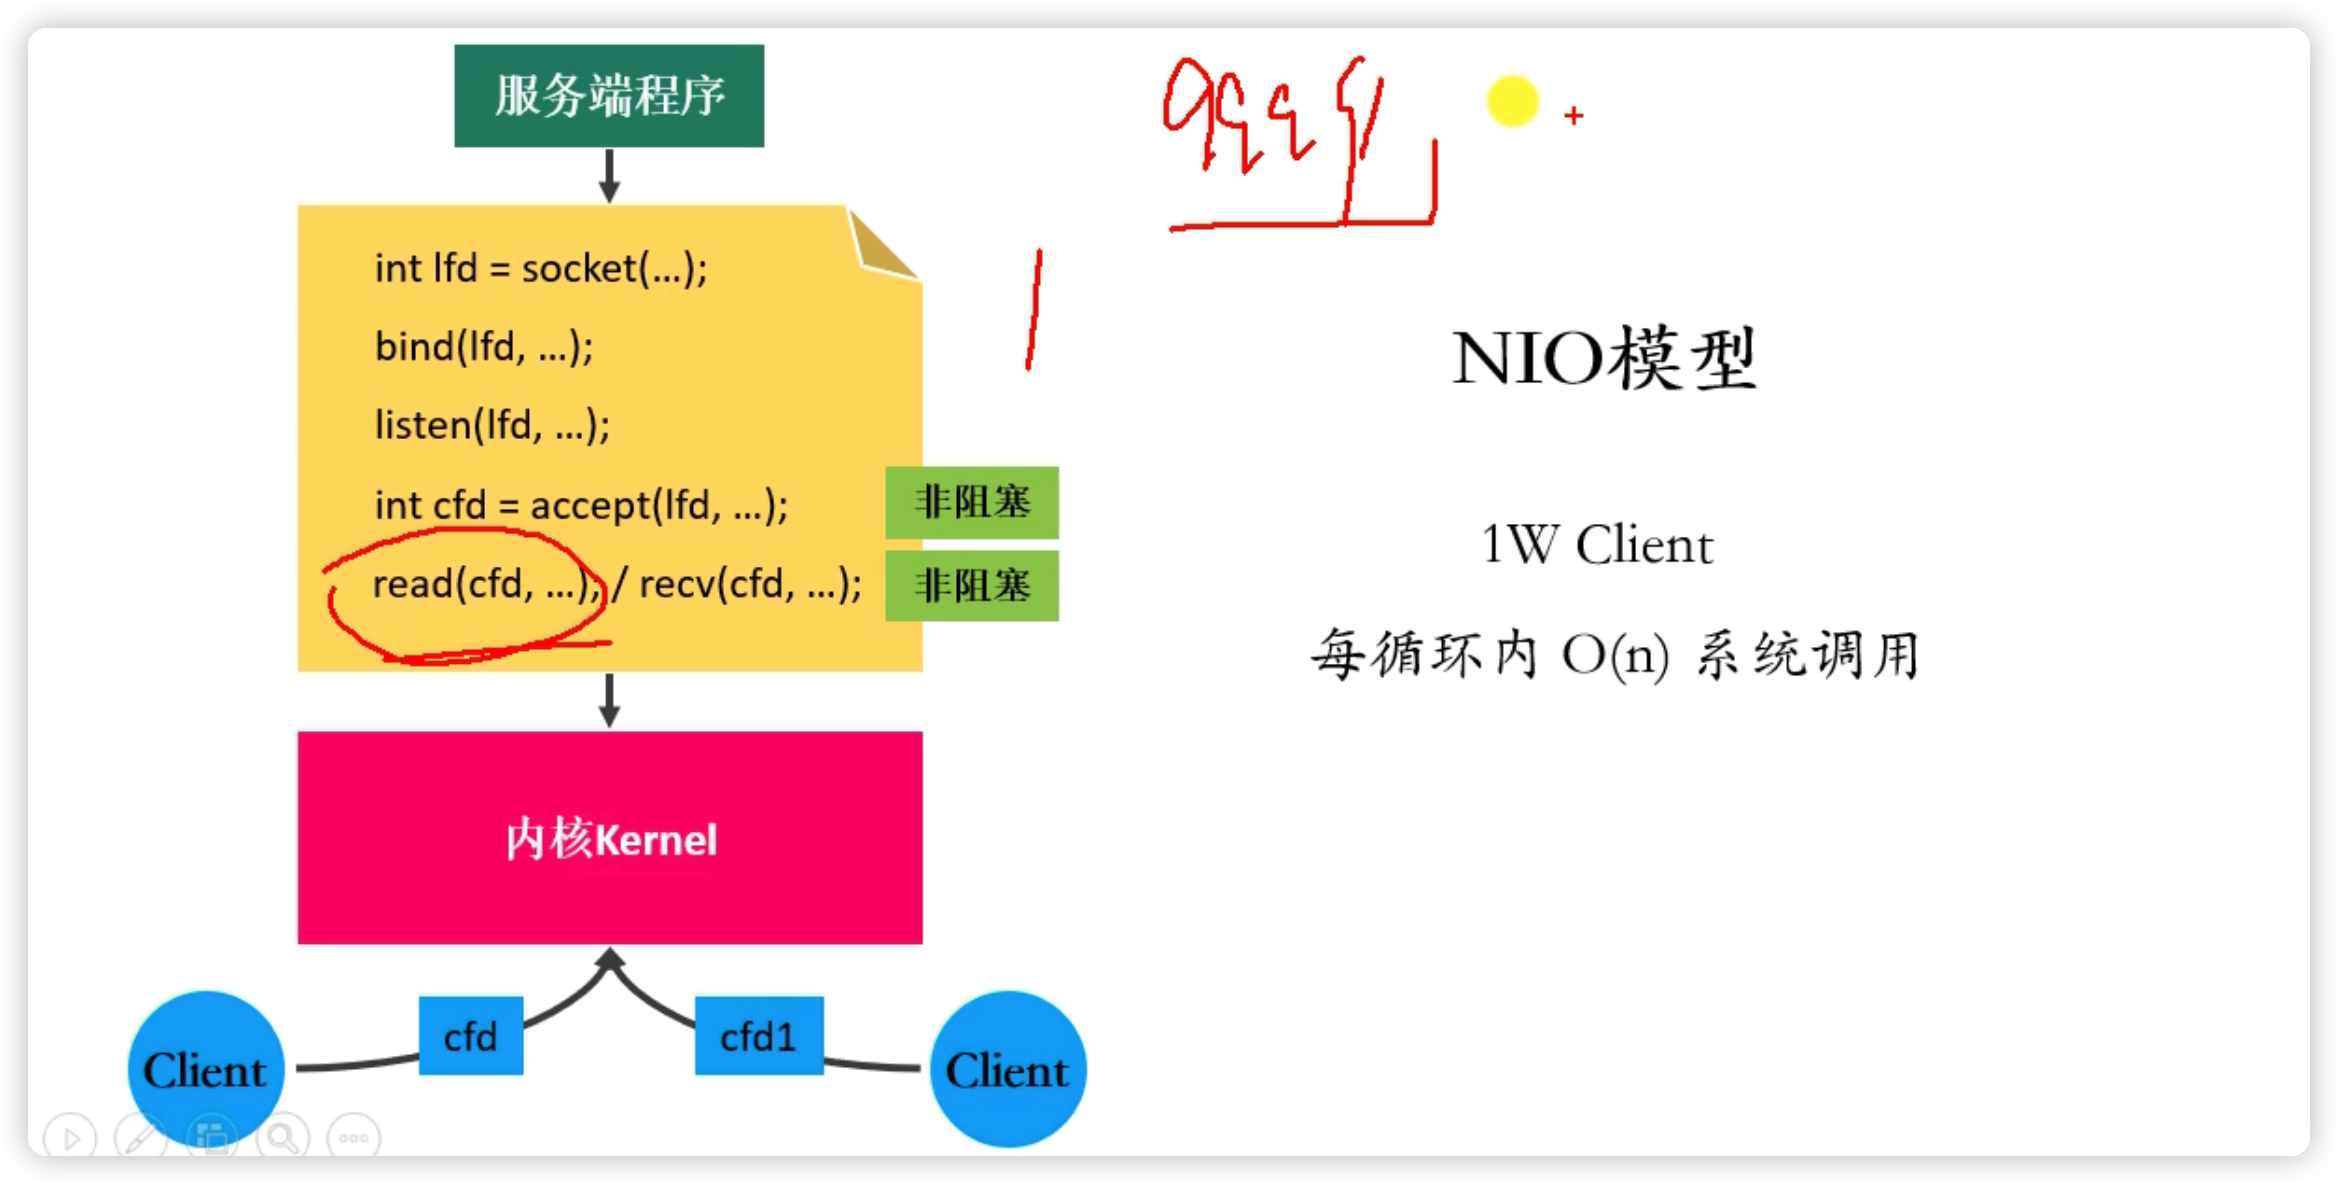 服务端程序
int lfd = socket(...);
bind(lfd, ...);
listen(lfd, ...);
int cfd = accept(lfd, ...);
非阻塞
read(cfd, ...); / recv(cfd, ...);
非阻塞
内核Kernel
cfd
cfd1
Client
Client
NIO模型
1W Client
每循环内 O(n) 系统调用